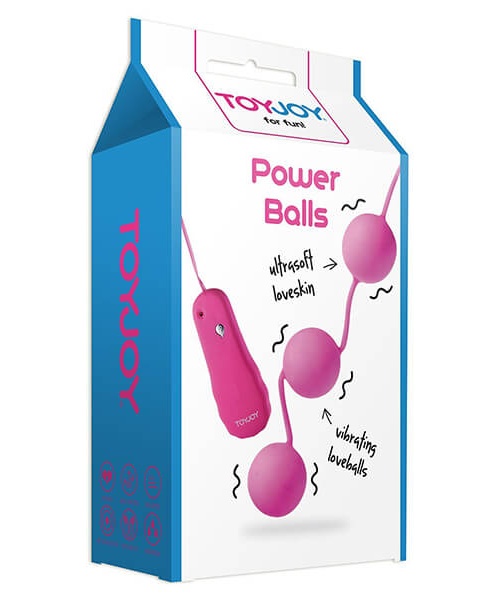 TOYJOY®
for fun!
Power
Balls
ultrasoft
loveskin
vibrating
loveballs
TOYJOY
TOYJOY